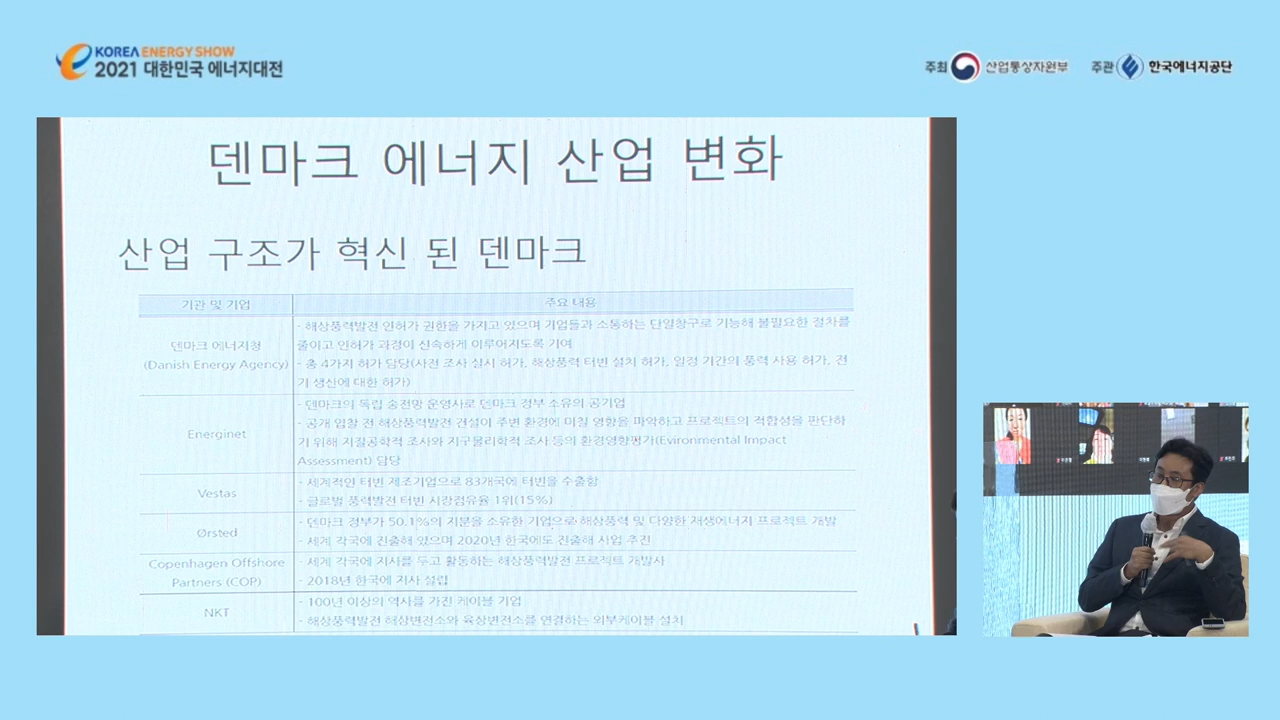 KOREA ENERGY SHOW
2021 대한민국 에너지대전
주최 산업통상자원부 주관 한국에너지공단
덴마크 에너지 산업 변화
산업 구조가 혁신 된 덴마크
기관 및 기업 주요 내용
덴마크 에너지청
(Danish Energy Agency)
- 해상풍력발전 인허가 권한을 가지고 있으며 기업들과 소통하는 단일창구로 기능해 불필요한 절차를
줄이고 인허가 과정이 신속하게 이루어지도록 기여
- 총 4가지 허가 담당(사전 조사 실시 허가, 해상풍력 터빈 설치 허가, 일정 기간의 풍력 사용 허가, 전
기 생산에 대한 허가)
Energinet
- 덴마크의 독립 송전망 운영사로 덴마크 정부 소유의 공기업
- 공개 입찰 전 해상풍력발전 건설이 주변 환경에 미칠 영향을 파악하고 프로젝트의 적합성을 판단하
기 위해 지질공학적 조사와 지구물리학적 조사 등의 환경영향평가(Evironmental Impact
Assessment) 담당
Vestas
- 세계적인 터빈 제조기업으로 83개국에 터빈을 수출함
- 글로벌 풍력발전 터빈 시장점유율 1위(15%)
Ørsted
- 덴마크 정부가 50.1%의 지분을 소유한 기업으로 해상풍력 및 다양한 재생에너지 프로젝트 개발
- 세계 각국에 진출해 있으며 2020년 한국에도 진출해 사업 추진
Copenhagen Offshore
Partners (COP)
- 세계 각국에 지사를 두고 활동하는 해상풍력발전 프로젝트 개발사
- 2018년 한국에 지사 설립
NKT
- 100년 이상의 역사를 가진 케이블 기업
- 해상풍력발전 해상변전소와 육상변전소를 연결하는 외부케이블 설치